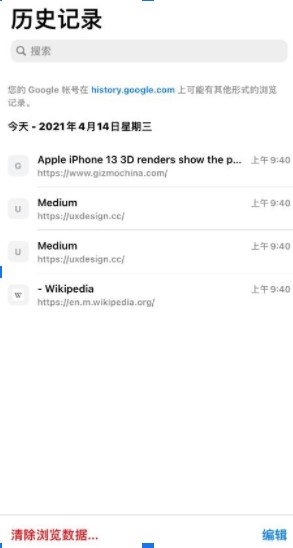 历史记录
搜索
您的 Google 帐号在 history.google.com 上可能有其他形式的浏览
记录。
今天 - 2021年4月14日星期三
G
Apple iPhone 13 3D renders show the p... 上午9:40
https://www.gizmochina.com/
U
Medium 上午9:40
https://uxdesign.cc/
U
Medium 上午9:40
https://uxdesign.cc/
W
- Wikipedia 上午9:40
https://en.m.wikipedia.org/
清除浏览数据... 编辑